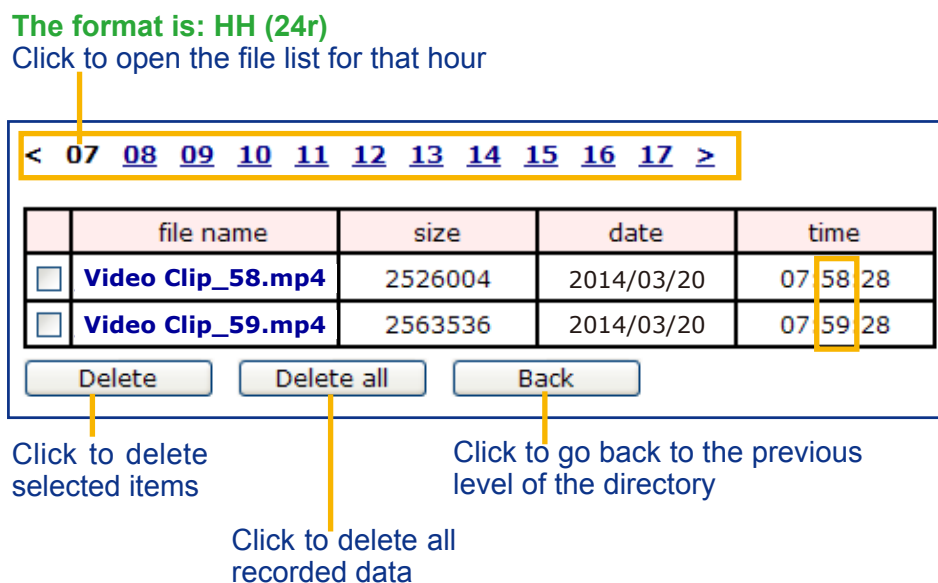 The format is: HH (24r)
Click to open the file list for that hour
< 07 08 09 10 11 12 13 14 15 16 17 >
file name size date time
Video Clip_58.mp4 2526004 2014/03/20 07:58:28
Video Clip_59.mp4 2563536 2014/03/20 07:59:28
Delete Delete all Back
Click to delete
selected items
Click to go back to the previous
level of the directory
Click to delete all
recorded data